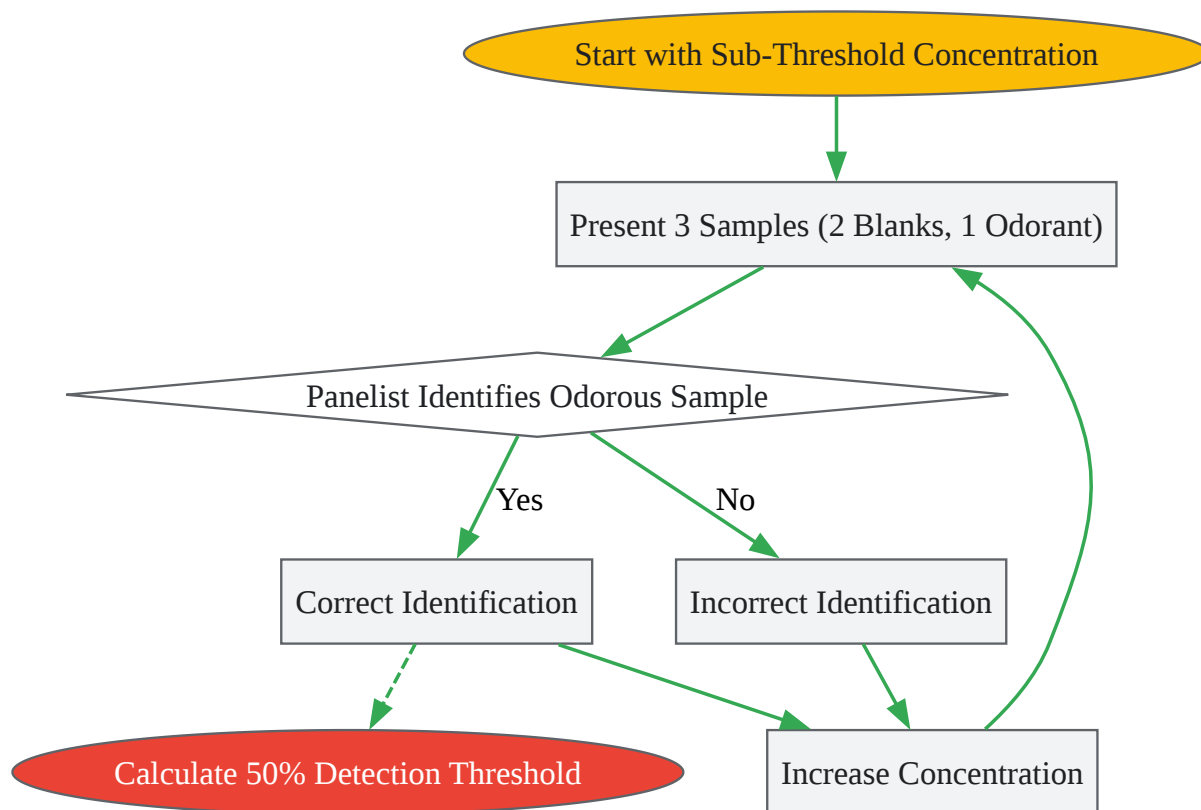 Start with Sub-Threshold Concentration
Present 3 Samples (2 Blanks, 1 Odorant)
Panelist Identifies Odorous Sample
Yes
No
Correct Identification
Incorrect Identification
Calculate 50% Detection Threshold
Increase Concentration